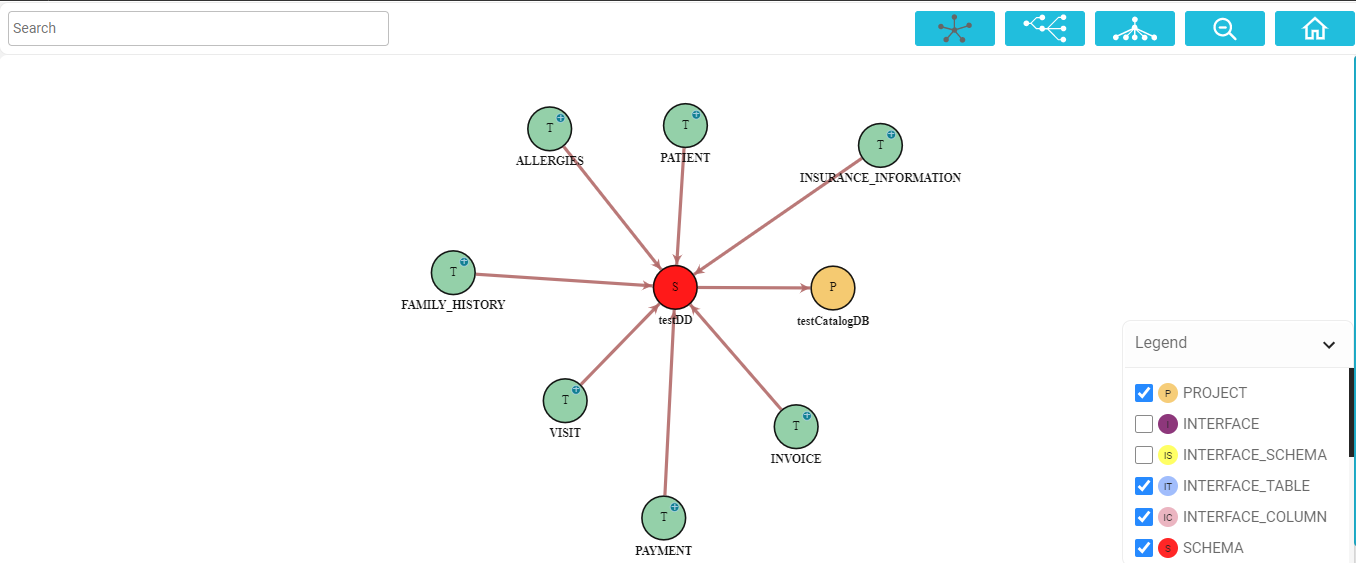 Search
T
ALLERGIES
T
PATIENT
T
INSURANCE_INFORMATION
T
FAMILY_HISTORY
S
testDD
P
testCatalogDB
T
VISIT
T
INVOICE
T
PAYMENT
Legend
P PROJECT
I INTERFACE
IS INTERFACE_SCHEMA
IT INTERFACE_TABLE
IC INTERFACE_COLUMN
S SCHEMA